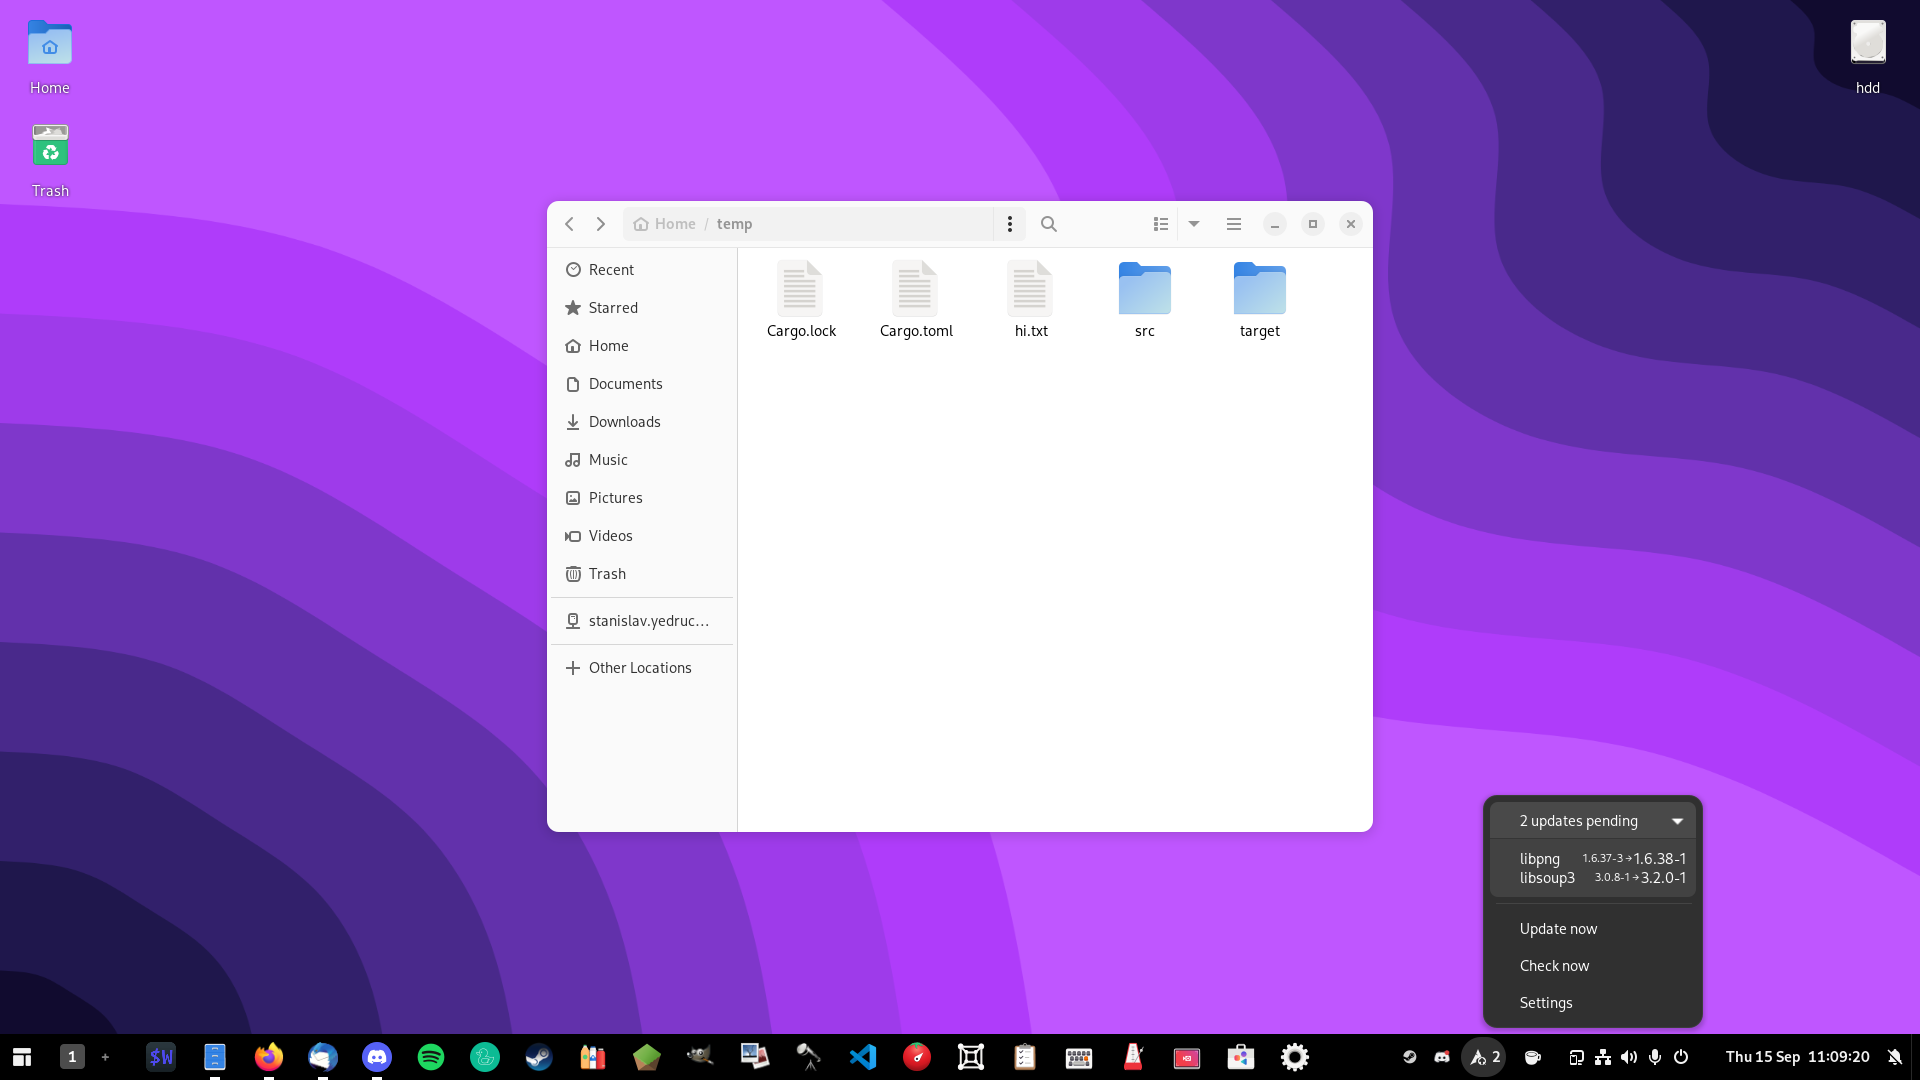 Home
Trash
hdd
Home / temp
Recent
Starred
Home
Documents
Downloads
Music
Pictures
Videos
Trash
stanislav.yedruc…
Other Locations
Cargo.lock
Cargo.toml
hi.txt
src
target
2 updates pending
libpng 1.6.37-3→1.6.38-1
libsoup3 3.0.8-1→3.2.0-1
Update now
Check now
Settings
1 +
$W
2
Thu 15 Sep 11:09:20